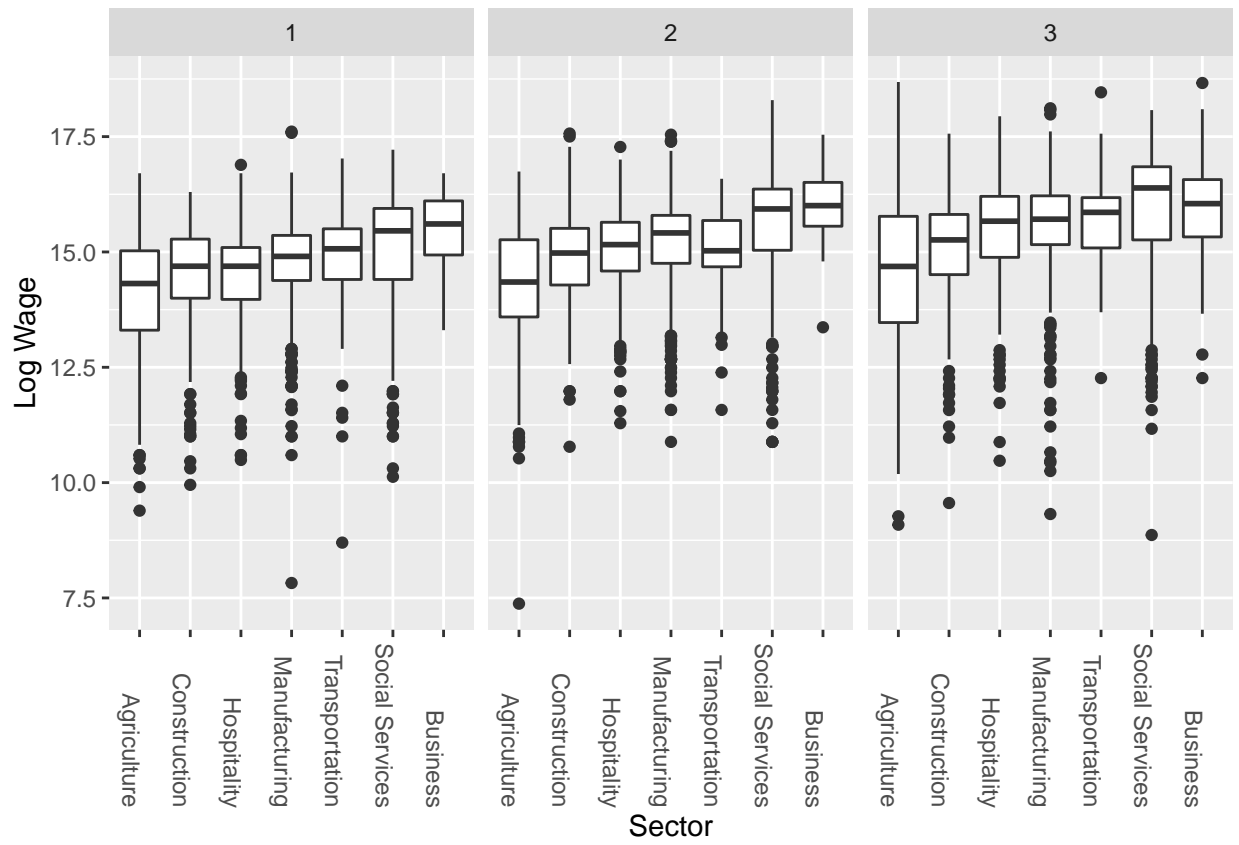 1 2 3
17.5
15.0
12.5
10.0
7.5
Log Wage
Agriculture Construction Hospitality Manufacturing Transportation Social Services Business
Agriculture Construction Hospitality Manufacturing Transportation Social Services Business
Agriculture Construction Hospitality Manufacturing Transportation Social Services Business
Sector